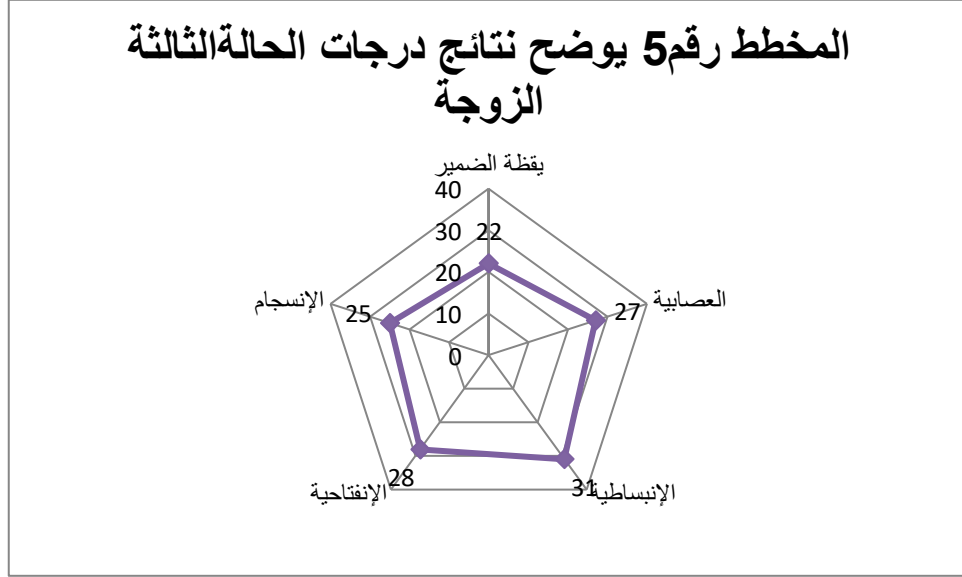 المخطط رقم5 يوضح نتائج درجات الحالةالثالثة
الزوجة
يقظة الضمير
40
30
22
20
10
0
العصابية
27
الإنبساطية
31
28
الإنفتاحية
25
الإنسجام